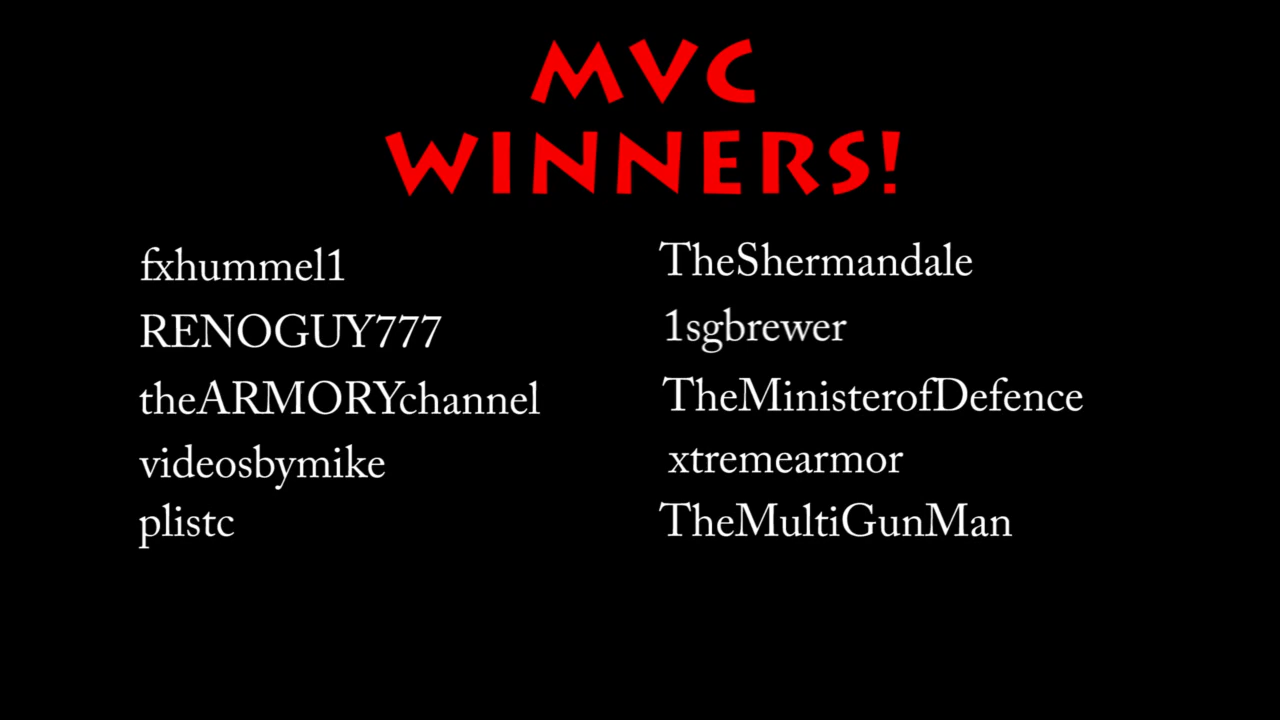 MVC
WINNERS!
fxhummel1
RENOGUY777
theARMORYchannel
videosbymike
plistc
TheShermandale
1sgbrewer
TheMinisterofDefence
xtremearmor
TheMultiGunMan